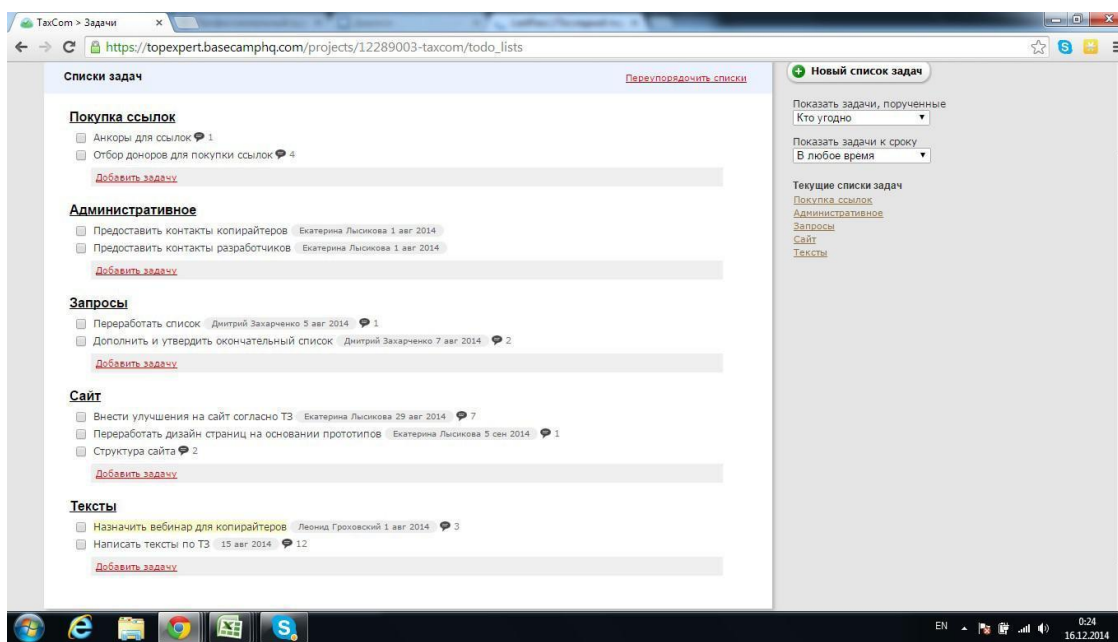 TaxCom > Задачи
https://topexpert.basecamphq.com/projects/12289003-taxcom/todo_lists
Списки задач
Переупорядочить списки
Покупка ссылок
Анкоры для ссылок 1
Отбор доноров для покупки ссылок 4
Добавить задачу
Административное
Предоставить контакты копирайтеров Екатерина Лысикова 1 авг 2014
Предоставить контакты разработчиков Екатерина Лысикова 1 авг 2014
Добавить задачу
Запросы
Переработать список Дмитрий Захарченко 5 авг 2014 1
Дополнить и утвердить окончательный список Дмитрий Захарченко 7 авг 2014 2
Добавить задачу
Сайт
Внести улучшения на сайт согласно ТЗ Екатерина Лысикова 29 авг 2014 7
Переработать дизайн страниц на основании прототипов Екатерина Лысикова 5 сен 2014 1
Структура сайта 2
Добавить задачу
Тексты
Назначить вебинар для копирайтеров Леонид Гроховский 1 авг 2014 3
Написать тексты по ТЗ 15 авг 2014 12
Добавить задачу
Новый список задач
Показать задачи, порученные
Кто угодно
Показать задачи к сроку
В любое время
Текущие списки задач
Покупка ссылок
Административное
Запросы
Сайт
Тексты
EN
0:24
16.12.2014